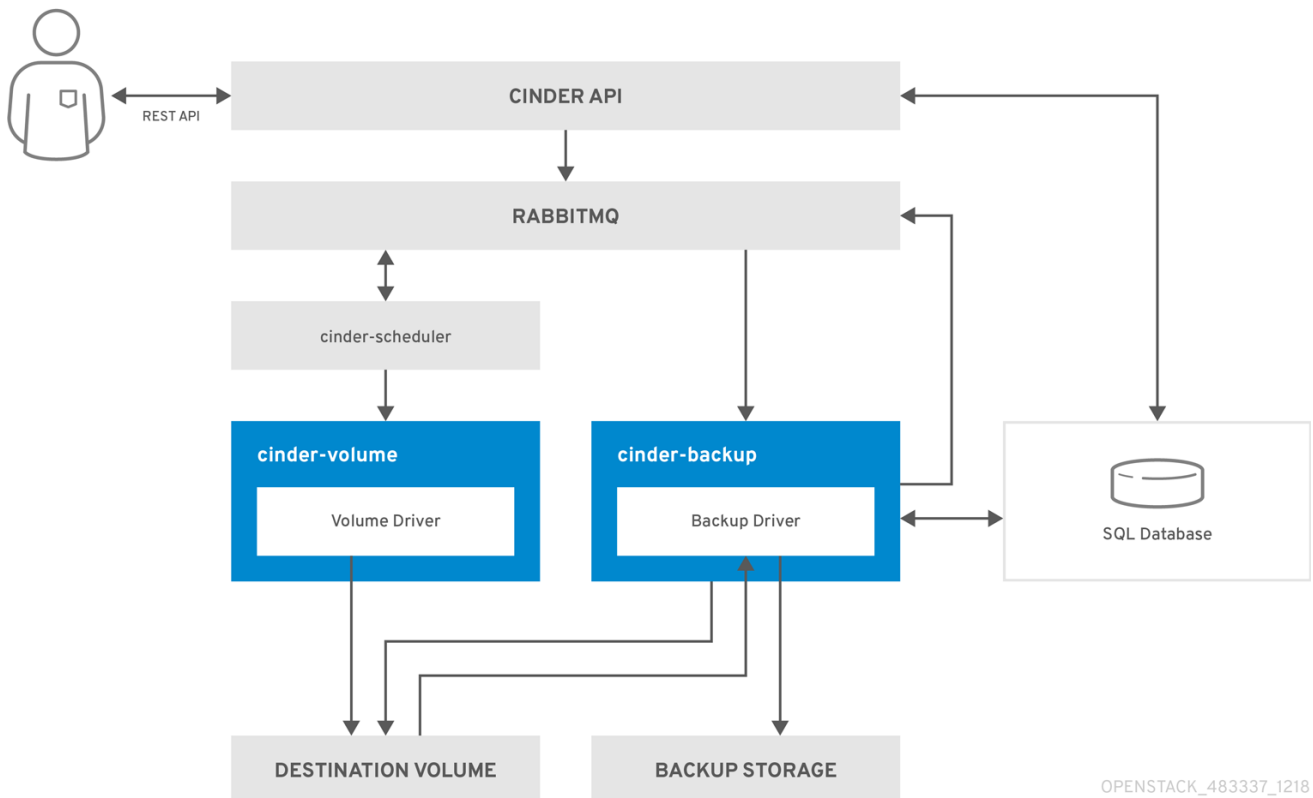 REST API
CINDER API
RABBITMQ
cinder-scheduler
cinder-volume
Volume Driver
cinder-backup
Backup Driver
SQL Database
DESTINATION VOLUME
BACKUP STORAGE
OPENSTACK_483337_1218